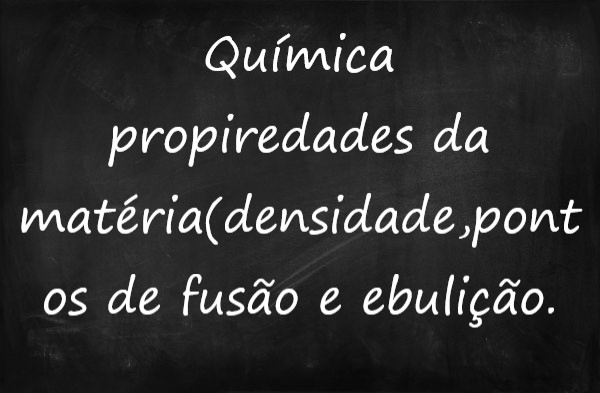 Química
propiredades da
matéria(densidade,pont
os de fusão e ebulição.